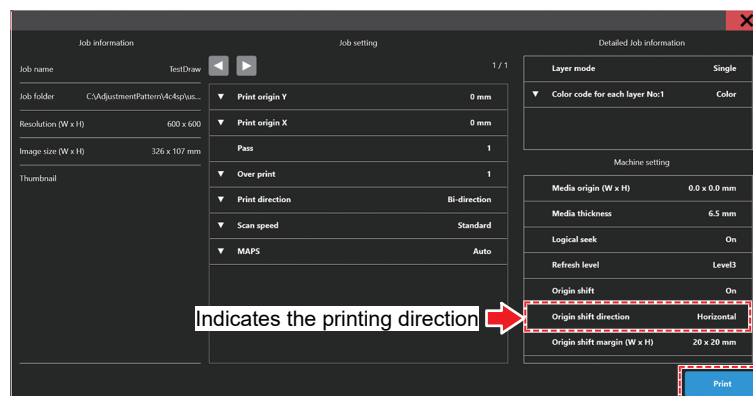 Job information
Job name TestDraw
Job folder C:\AdjustmentPattern\4c4sp\us...
Resolution (W x H) 600 x 600
Image size (W x H) 326 x 107 mm
Thumbnail
Job setting
1 / 1
Print origin Y 0 mm
Print origin X 0 mm
Pass 1
Over print 1
Print direction Bi-direction
Scan speed Standard
MAPS Auto
Detailed Job information
Layer mode Single
Color code for each layer No:1 Color
Machine setting
Media origin (W x H) 0.0 x 0.0 mm
Media thickness 6.5 mm
Logical seek On
Refresh level Level3
Origin shift On
Indicates the printing direction
Origin shift direction Horizontal
Origin shift margin (W x H) 20 x 20 mm
Print